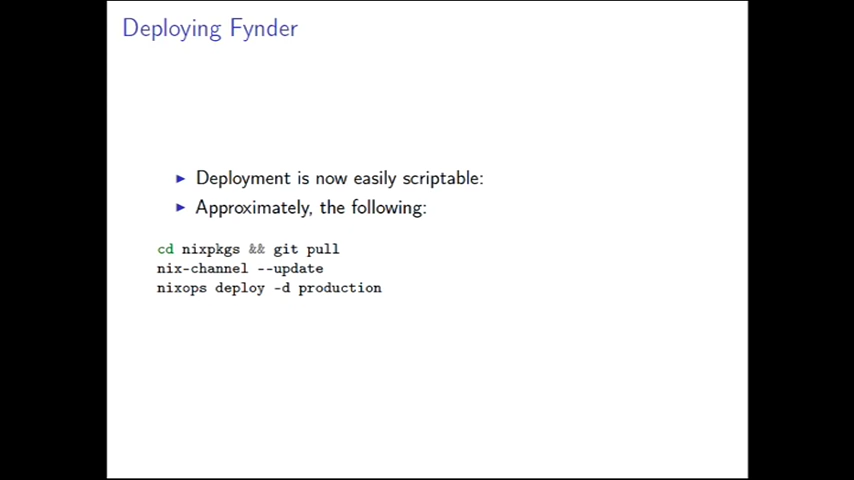 Deploying Fynder
▶ Deployment is now easily scriptable:
▶ Approximately, the following:
cd nixpkgs && git pull
nix-channel --update
nixops deploy -d production